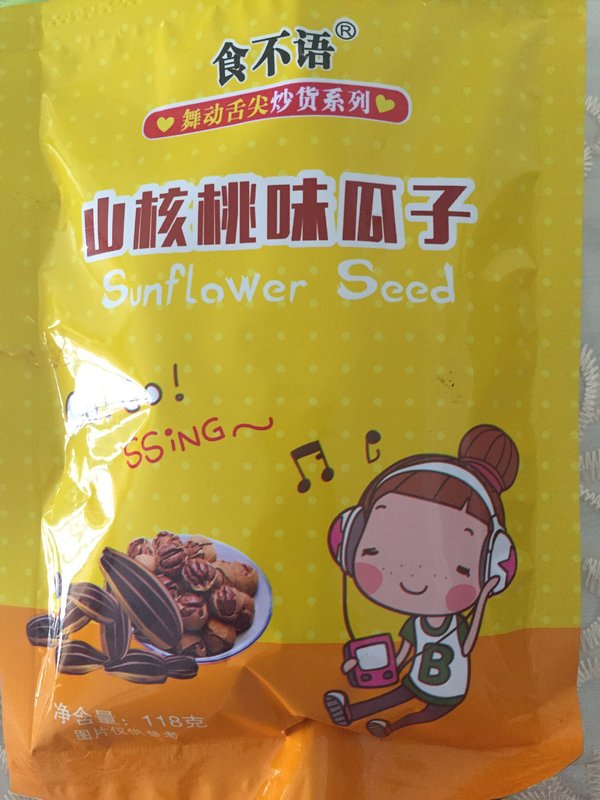 食不语®
舞动舌尖炒货系列
山核桃味瓜子
Sunflower Seed
SSiNG~
B
净含量：118克
图片仅供参考